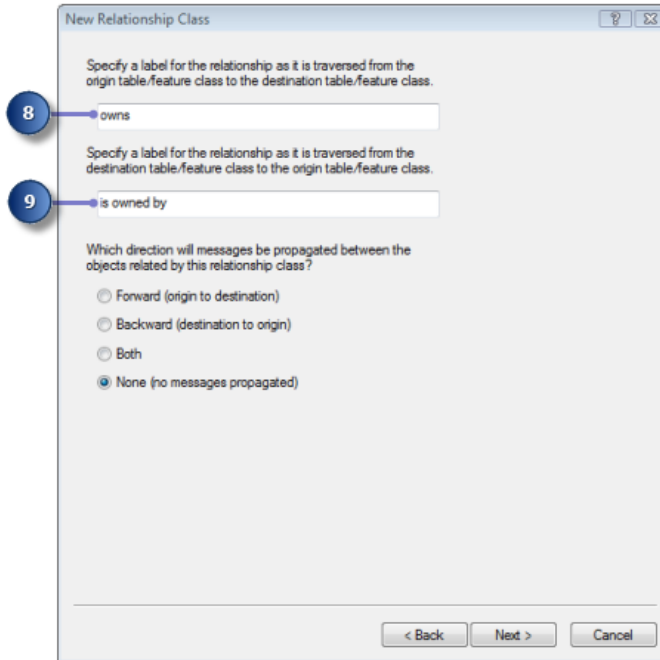 New Relationship Class
Specify a label for the relationship as it is traversed from the
origin table/feature class to the destination table/feature class.
8
owns
Specify a label for the relationship as it is traversed from the
destination table/feature class to the origin table/feature class.
9
is owned by
Which direction will messages be propagated between the
objects related by this relationship class?
Forward (origin to destination)
Backward (destination to origin)
Both
None (no messages propagated)
< Back Next > Cancel